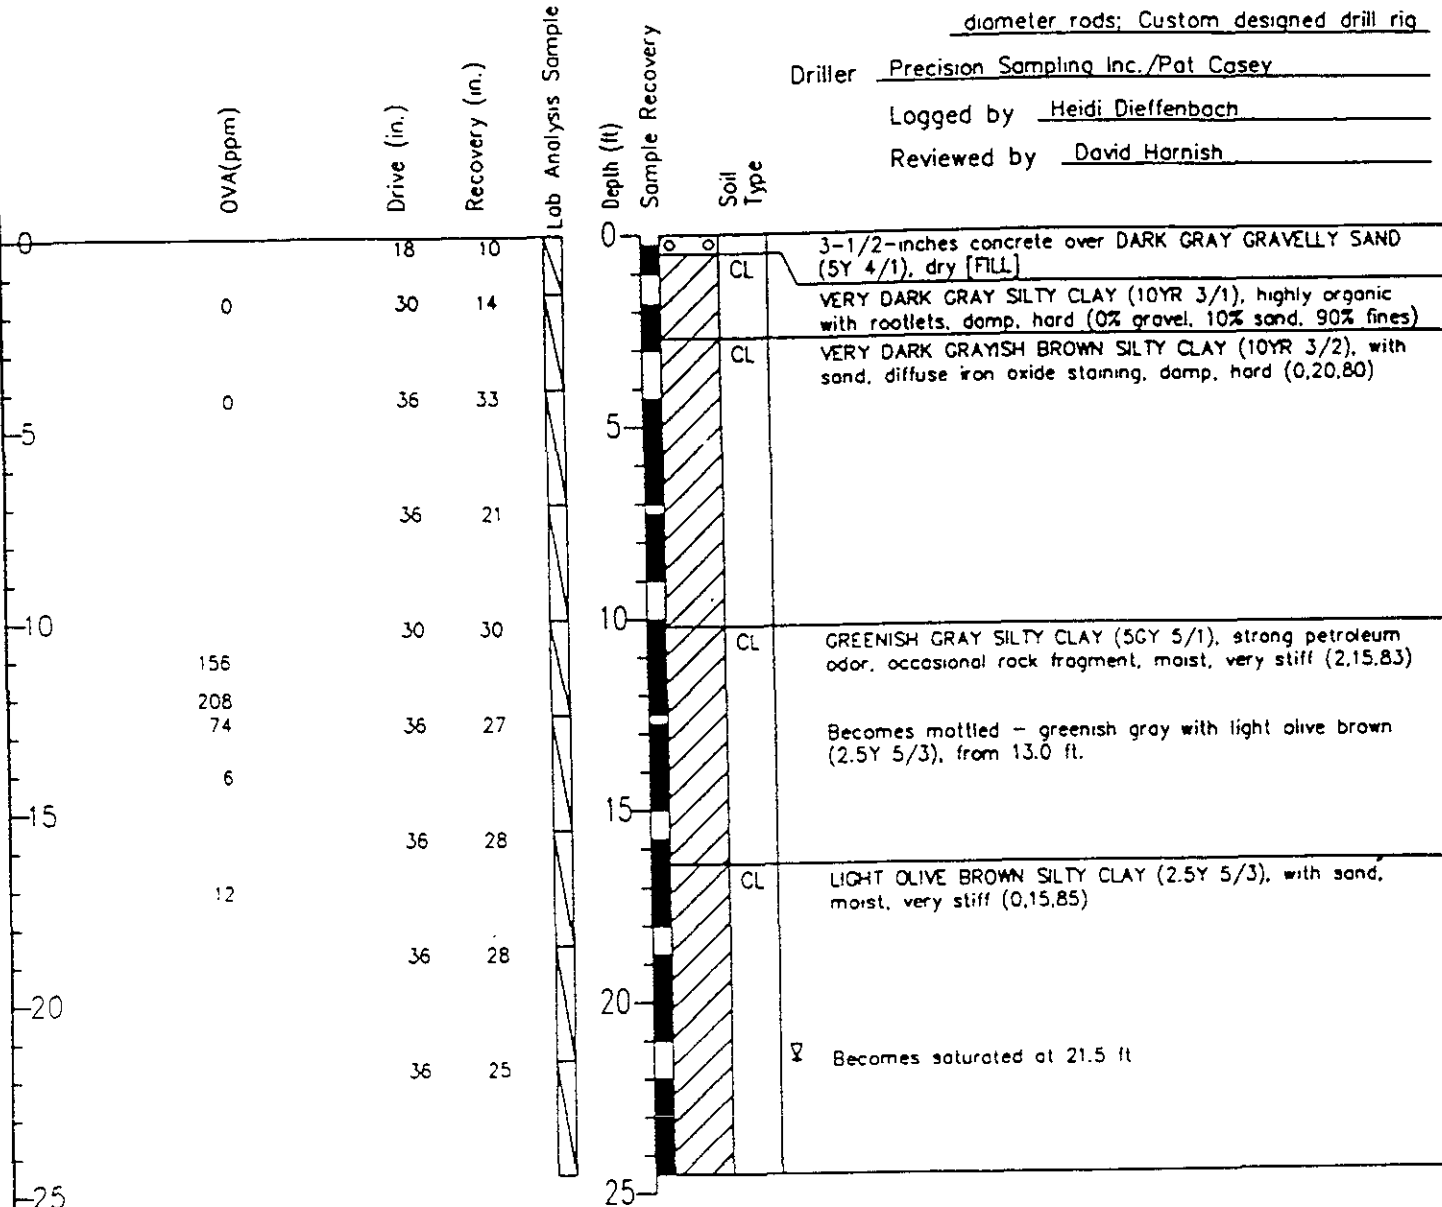 diameter rods; Custom designed drill rig
Driller Precision Sampling Inc./Pat Casey
Logged by Heidi Dieffenbach
Reviewed by David Harnish
OVA(ppm) Drive (in.) Recovery (in.) Lab Analysis Sample Depth (ft) Sample Recovery Soil Type
0 18 10 0 3-1/2-inches concrete over DARK GRAY GRAVELLY SAND
CL (5Y 4/1), dry [FILL]
0 30 14 VERY DARK GRAY SILTY CLAY (10YR 3/1), highly organic
with rootlets, damp, hard (0% gravel, 10% sand, 90% fines)
CL VERY DARK GRAYISH BROWN SILTY CLAY (10YR 3/2), with
sand, diffuse iron oxide staining, damp, hard (0,20,80)
0 36 33
5 5
36 21
10 30 30 10
CL GREENISH GRAY SILTY CLAY (5GY 5/1), strong petroleum
156 odor, occasional rock fragment, moist, very stiff (2,15,83)
208
74 36 27 Becomes mottled - greenish gray with light olive brown
(2.5Y 5/3), from 13.0 ft.
6
15 15
36 28
CL LIGHT OLIVE BROWN SILTY CLAY (2.5Y 5/3), with sand,
12 moist, very stiff (0,15,85)
36 28
20 20
Becomes saturated at 21.5 ft
36 25
25 25